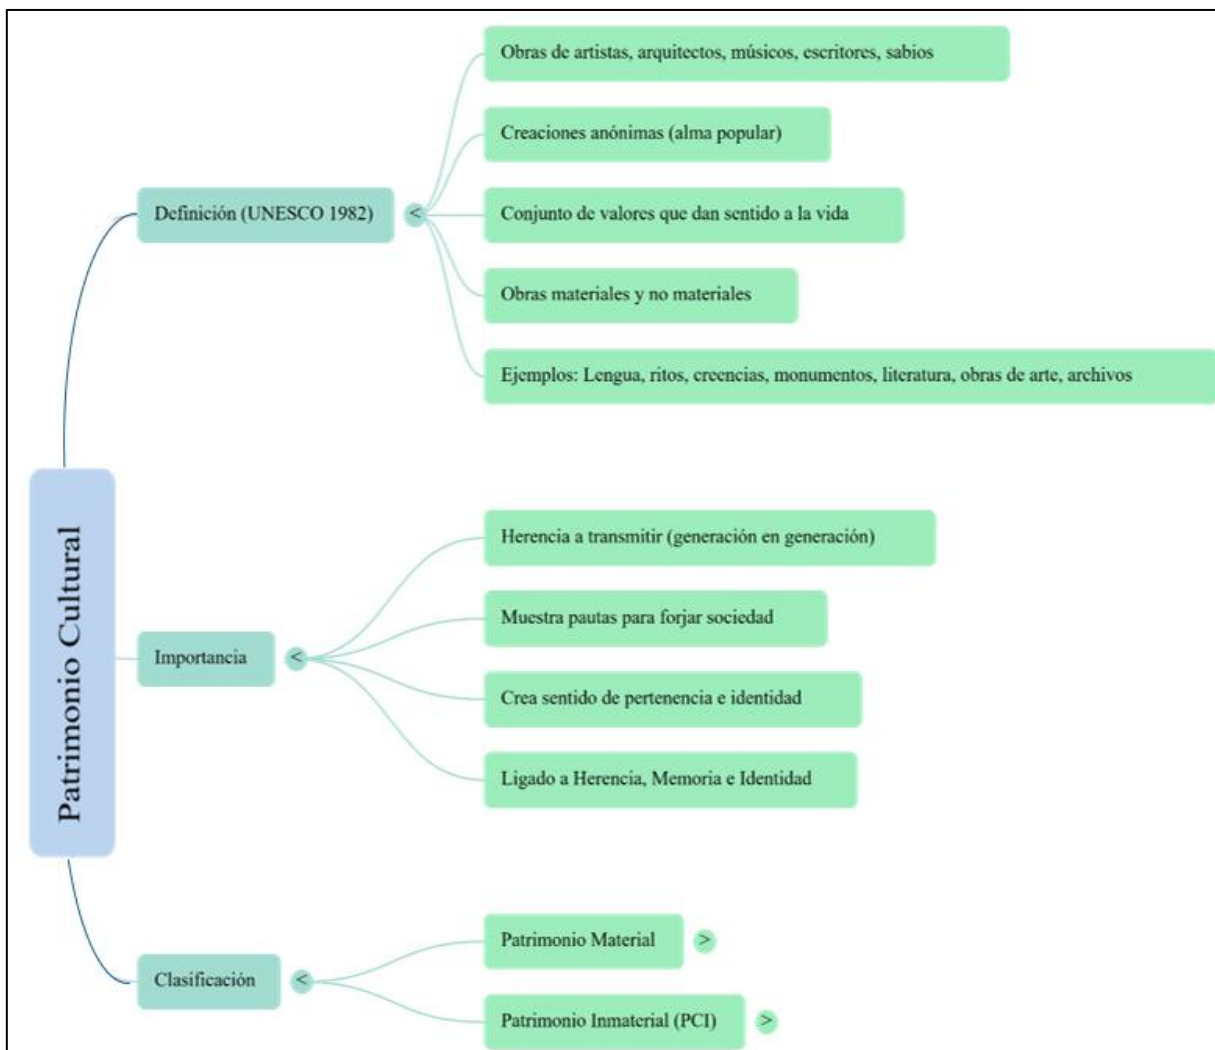 Patrimonio Cultural
Definición (UNESCO 1982)
<
Obras de artistas, arquitectos, músicos, escritores, sabios
Creaciones anónimas (alma popular)
Conjunto de valores que dan sentido a la vida
Obras materiales y no materiales
Ejemplos: Lengua, ritos, creencias, monumentos, literatura, obras de arte, archivos
Importancia
<
Herencia a transmitir (generación en generación)
Muestra pautas para forjar sociedad
Crea sentido de pertenencia e identidad
Ligado a Herencia, Memoria e Identidad
Clasificación
<
Patrimonio Material
>
Patrimonio Inmaterial (PCI)
>